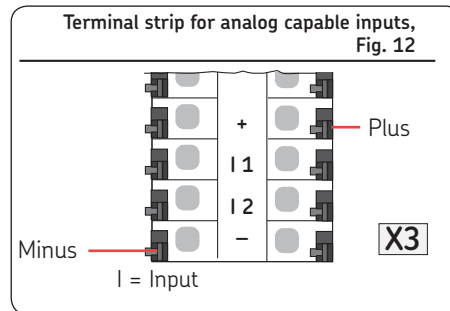 Terminal strip for analog capable inputs,
Fig. 12
+
Plus
I 1
I 2
–
Minus
X3
I = Input